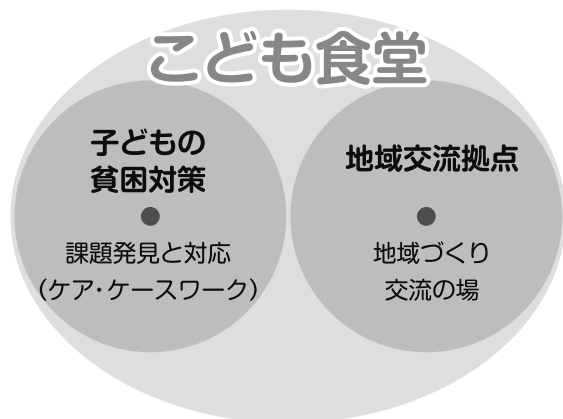 こども食堂
子どもの
貧困対策
課題発見と対応
(ケア・ケースワーク)
地域交流拠点
地域づくり
交流の場